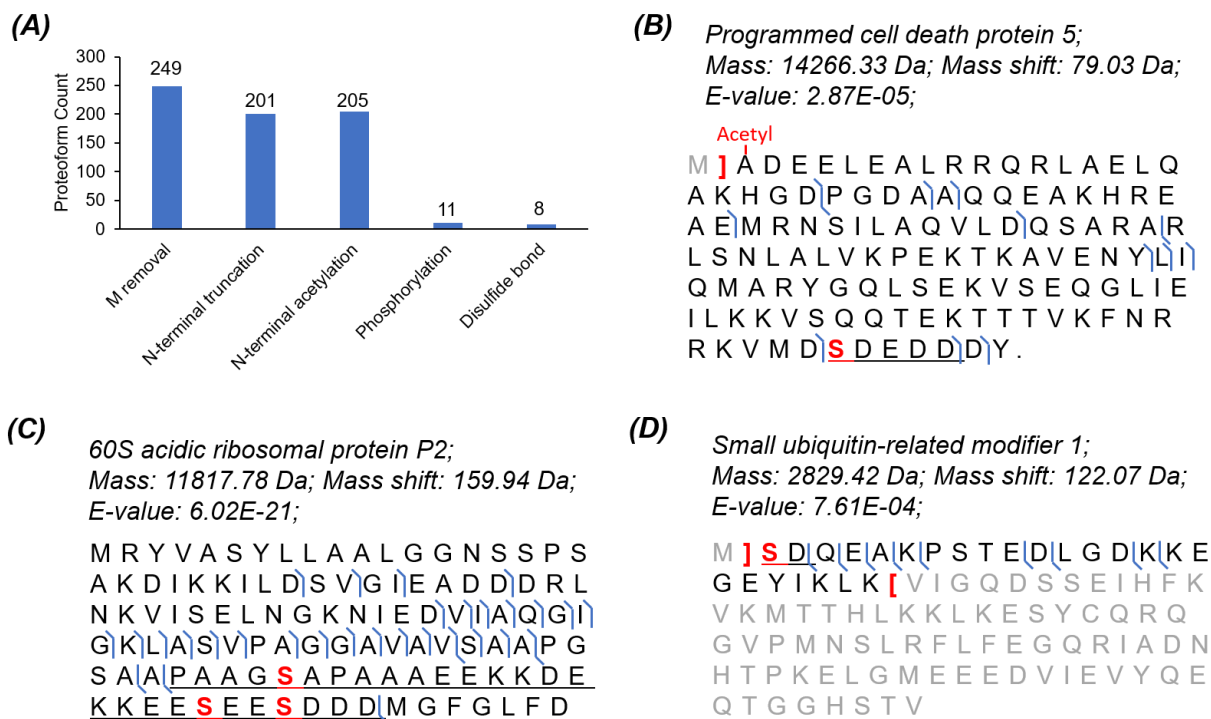 (A)
Proteoform Count
300
250
200
150
100
50
0
249
201
205
11
8
M removal
N-terminal truncation
N-terminal acetylation
Phosphorylation
Disulfide bond
(B)
Programmed cell death protein 5;
Mass: 14266.33 Da; Mass shift: 79.03 Da;
E-value: 2.87E-05;
Acetyl
M ] A D E E L E A L R R Q R L A E L Q
A K H G D P G D A A Q Q E A K H R E
A E M R N S I L A Q V L D Q S A R A R
L S N L A L V K P E K T K A V E N Y L I
Q M A R Y G Q L S E K V S E Q G L I E
I L K K V S Q Q T E K T T T V K F N R
R K V M D S D E D D D Y .
(C)
60S acidic ribosomal protein P2;
Mass: 11817.78 Da; Mass shift: 159.94 Da;
E-value: 6.02E-21;
M R Y V A S Y L L A A L G G N S S P S
A K D I K K I L D S V G I E A D D D R L
N K V I S E L N G K N I E D V I A Q G I
G K L A S V P A G G A V A V S A A P G
S A A P A A G S A P A A A E E K K D E
K K E E S E E S D D D M G F G L F D
(D)
Small ubiquitin-related modifier 1;
Mass: 2829.42 Da; Mass shift: 122.07 Da;
E-value: 7.61E-04;
M ] S D Q E A K P S T E D L G D K K E
G E Y I K L K [ V I G Q D S S E I H F K
V K M T T H L K K L K E S Y C Q R Q
G V P M N S L R F L F E G Q R I A D N
H T P K E L G M E E E D V I E V Y Q E
Q T G G H S T V